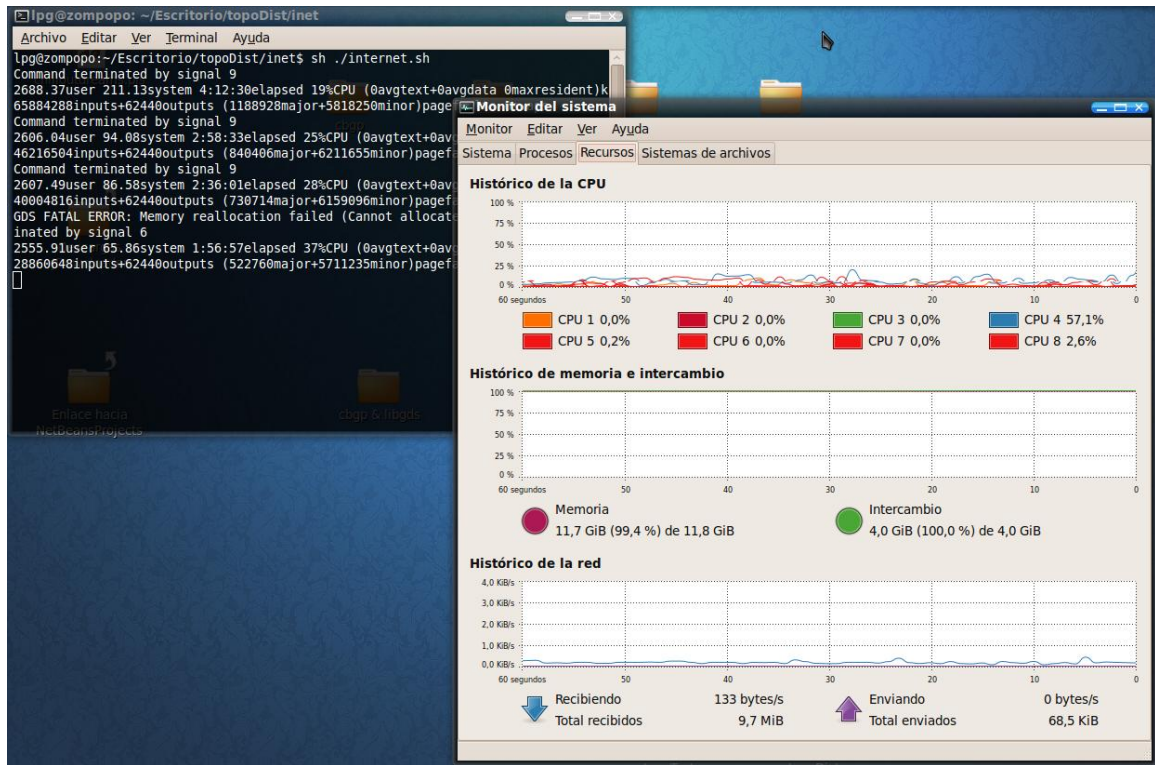 lpg@zompopo: ~/Escritorio/topoDist/inet
Archivo Editar Ver Terminal Ayuda
lpg@zompopo:~/Escritorio/topoDist/inet$ sh ./internet.sh
Command terminated by signal 9
2688.37user 211.13system 4:12:30elapsed 19%CPU (0avgtext+0avgdata 0maxresident)k
65884288inputs+62440outputs (1188928major+5818250minor)page
Command terminated by signal 9
2606.04user 94.08system 2:58:33elapsed 25%CPU (0avgtext+0av
46216504inputs+62440outputs (840406major+6211655minor)pagef
Command terminated by signal 9
2607.49user 86.58system 2:36:01elapsed 28%CPU (0avgtext+0av
40004816inputs+62440outputs (730714major+6159096minor)pagef
GDS FATAL ERROR: Memory reallocation failed (Cannot allocate
inated by signal 6
2555.91user 65.86system 1:56:57elapsed 37%CPU (0avgtext+0av
28860648inputs+62440outputs (522760major+5711235minor)pagef
cbgp
Enlace hacia
NetBeansProjects
cbgp & libgds
Monitor del sistema
Monitor Editar Ver Ayuda
Sistema Procesos Recursos Sistemas de archivos
Histórico de la CPU
100 %
75 %
50 %
25 %
0 %
60 segundos 50 40 30 20 10 0
CPU 1 0,0% CPU 2 0,0% CPU 3 0,0% CPU 4 57,1%
CPU 5 0,2% CPU 6 0,0% CPU 7 0,0% CPU 8 2,6%
Histórico de memoria e intercambio
100 %
75 %
50 %
25 %
0 %
60 segundos 50 40 30 20 10 0
Memoria Intercambio
11,7 GiB (99,4 %) de 11,8 GiB 4,0 GiB (100,0 %) de 4,0 GiB
Histórico de la red
4,0 KiB/s
3,0 KiB/s
2,0 KiB/s
1,0 KiB/s
0,0 KiB/s
60 segundos 50 40 30 20 10 0
Recibiendo 133 bytes/s Enviando 0 bytes/s
Total recibidos 9,7 MiB Total enviados 68,5 KiB